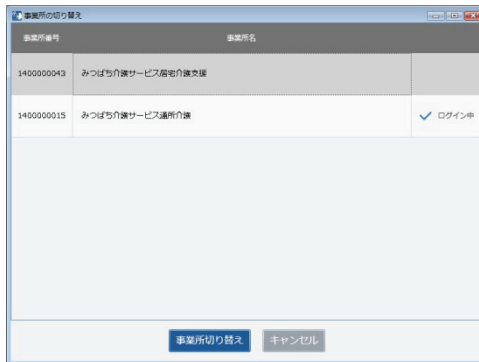 事業所の切り替え
事業所番号 事業所名
1400000043 みつばち介護サービス居宅介護支援
1400000015 みつばち介護サービス通所介護 ログイン中
事業所切り替え キャンセル